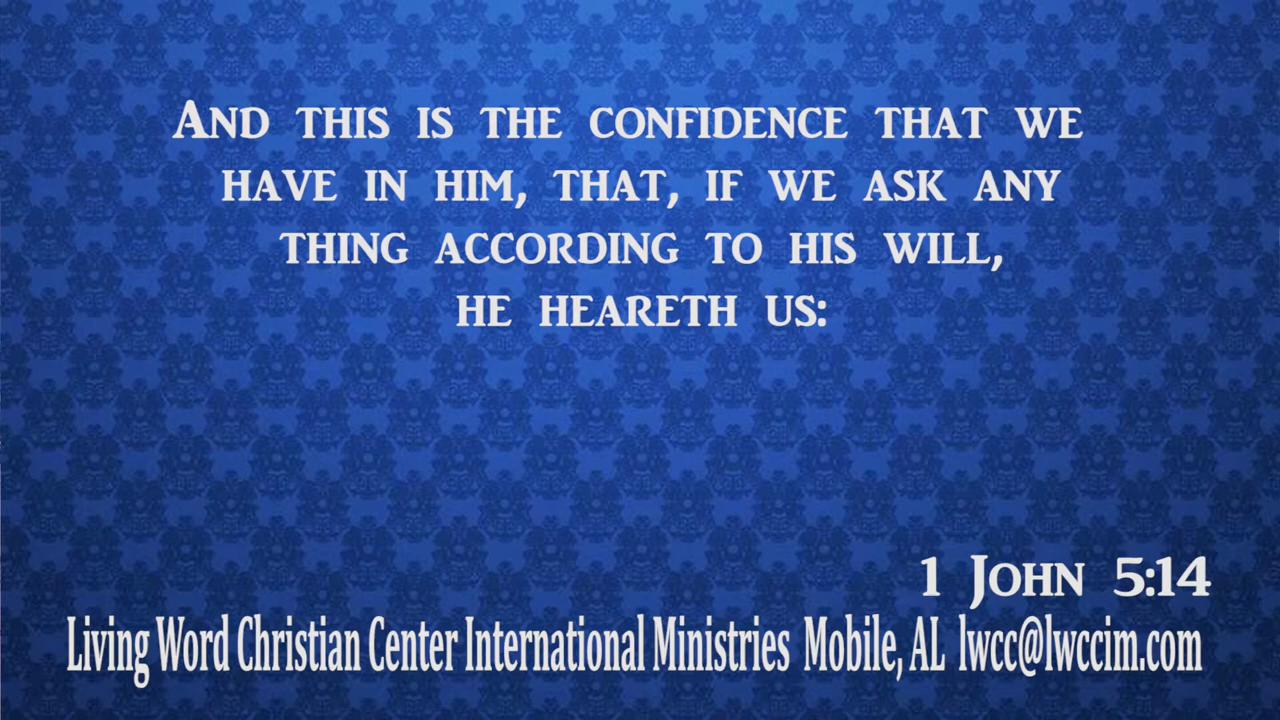 And this is the confidence that we
have in him, that, if we ask any
thing according to his will,
he heareth us:
1 John 5:14
Living Word Christian Center International Ministries Mobile, AL lwcc@lwccim.com